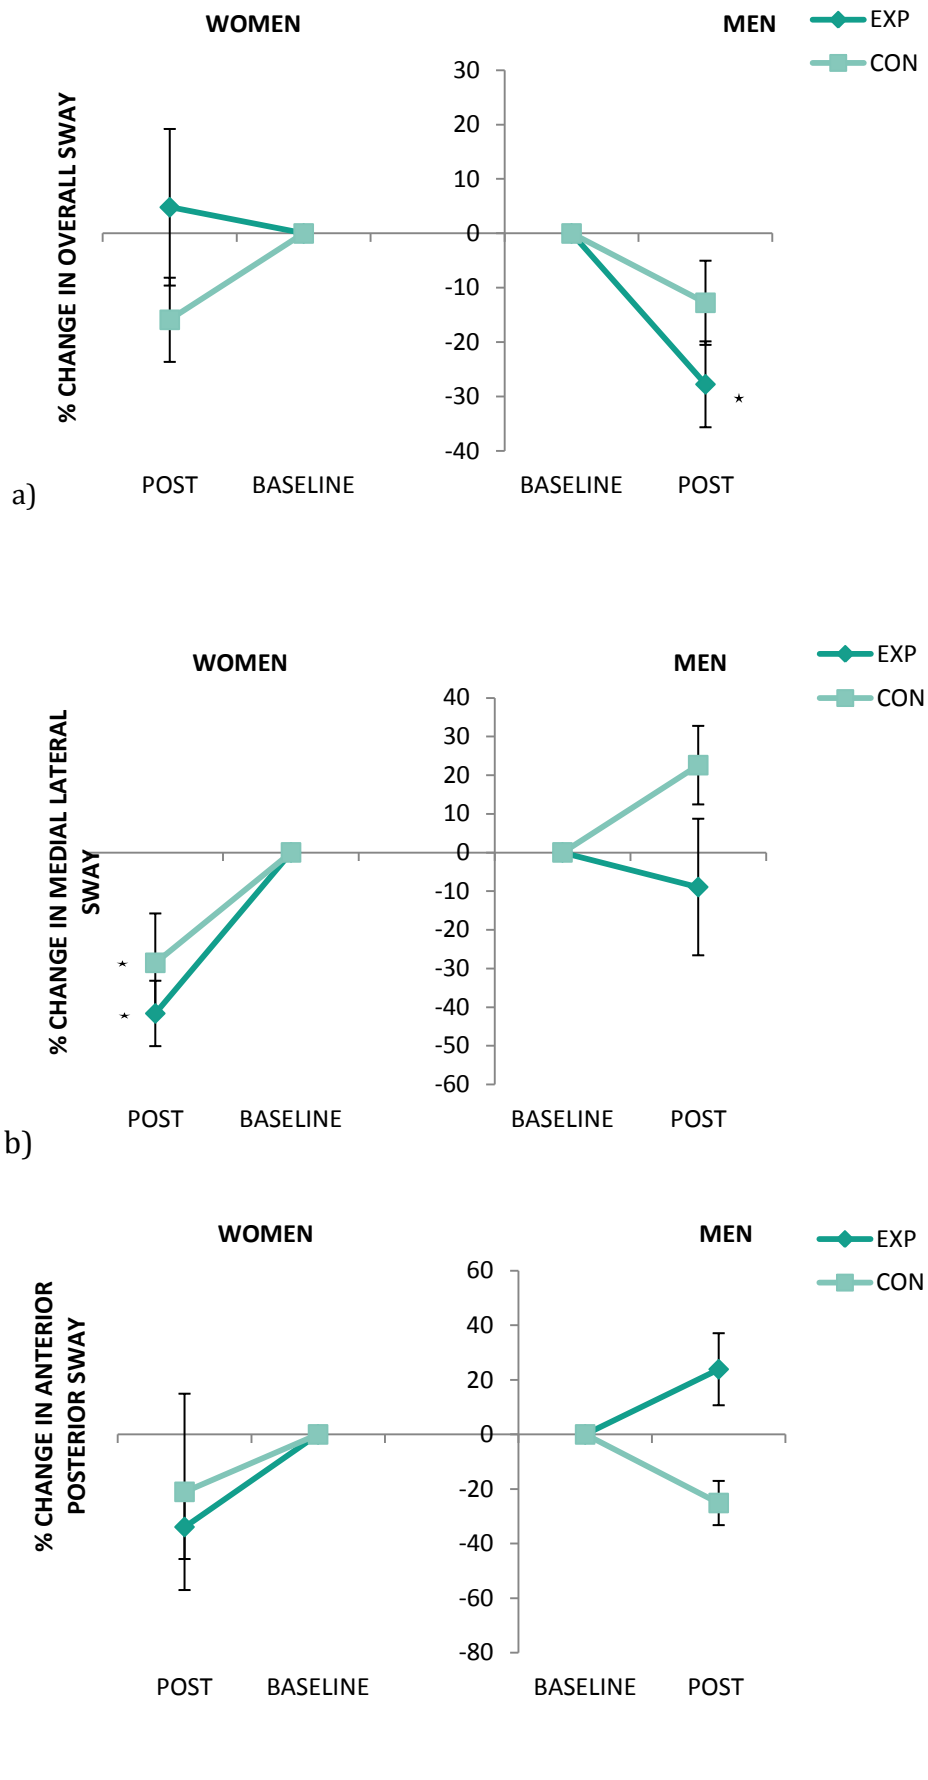 WOMEN
MEN
EXP
CON
% CHANGE IN OVERALL SWAY
30
20
10
0
-10
-20
-30
-40
*
POST
BASELINE
BASELINE
POST
a)
WOMEN
MEN
EXP
CON
% CHANGE IN MEDIAL LATERAL
SWAY
40
30
20
10
0
-10
-20
-30
-40
-50
-60
*
*
POST
BASELINE
BASELINE
POST
b)
WOMEN
MEN
EXP
CON
% CHANGE IN ANTERIOR
POSTERIOR SWAY
60
40
20
0
-20
-40
-60
-80
POST
BASELINE
BASELINE
POST